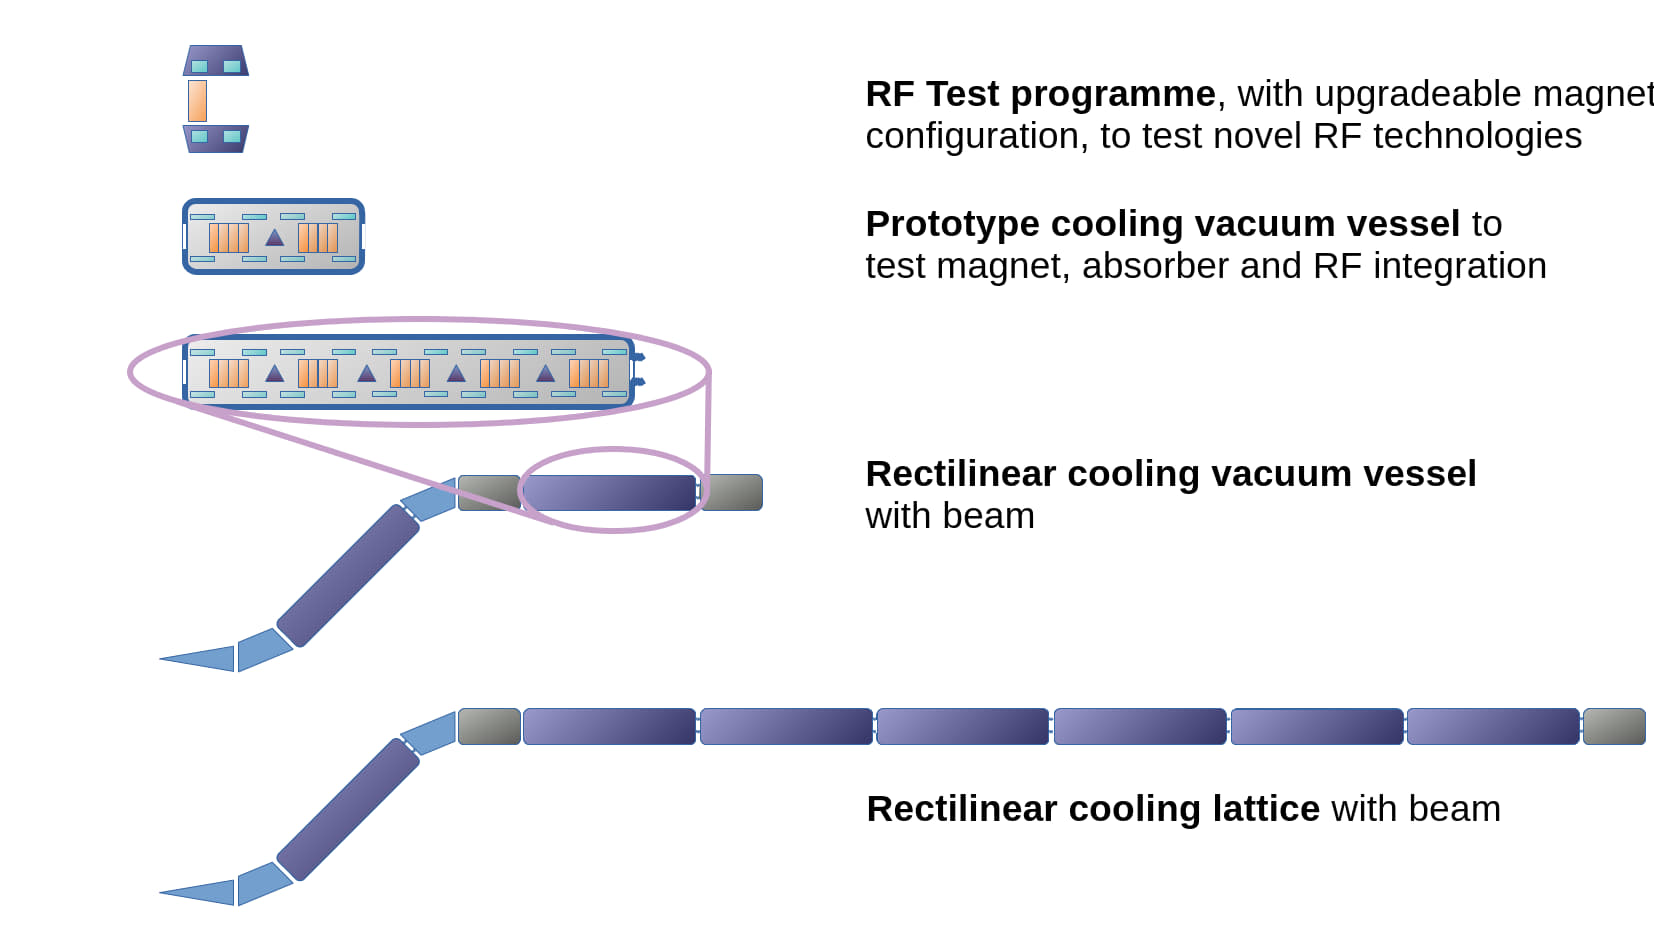 RF Test programme, with upgradeable magnet
configuration, to test novel RF technologies
Prototype cooling vacuum vessel to
test magnet, absorber and RF integration
Rectilinear cooling vacuum vessel
with beam
Rectilinear cooling lattice with beam